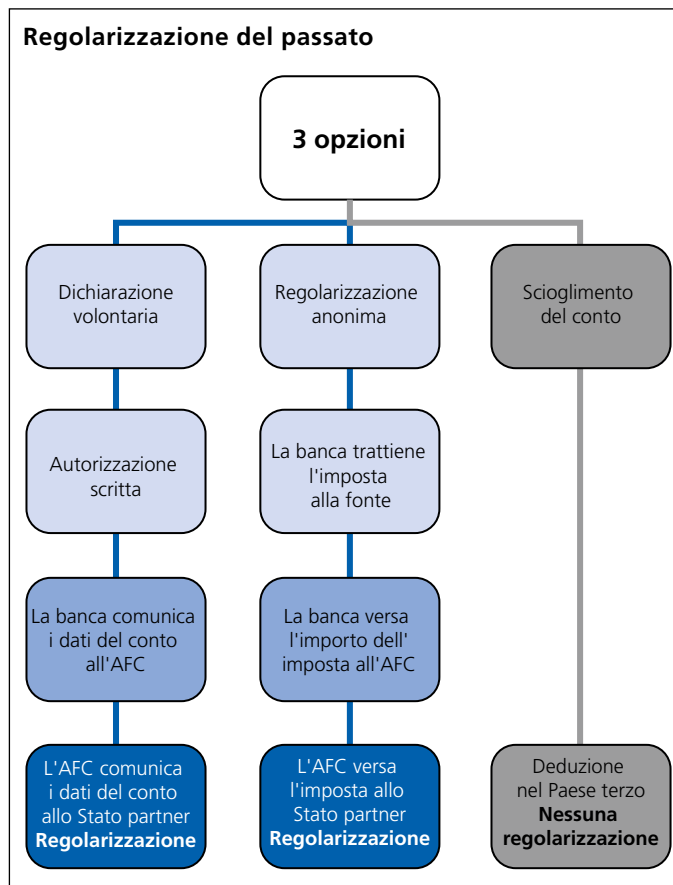 Regolarizzazione del passato
3 opzioni
Dichiarazione
volontaria
Regolarizzazione
anonima
Scioglimento
del conto
Autorizzazione
scritta
La banca trattiene
l'imposta
alla fonte
La banca comunica
i dati del conto
all'AFC
La banca versa
l'importo dell'
imposta all'AFC
L'AFC comunica
i dati del conto
allo Stato partner
Regolarizzazione
L'AFC versa
l'imposta allo
Stato partner
Regolarizzazione
Deduzione
nel Paese terzo
Nessuna
regolarizzazione